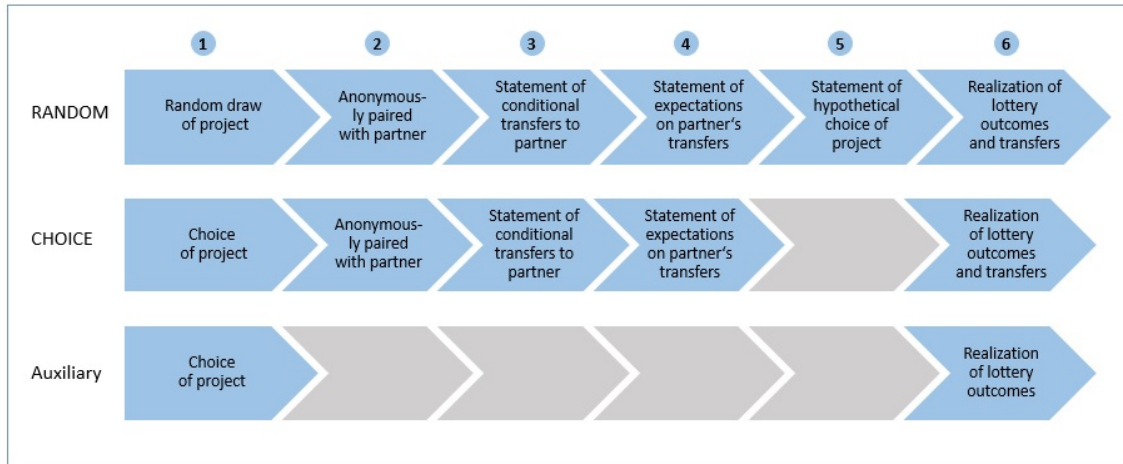 1 2 3 4 5 6
RANDOM
Random draw
of project
Anonymous-
ly paired
with partner
Statement of
conditional
transfers to
partner
Statement of
expectations
on partner‘s
transfers
Statement of
hypothetical
choice of
project
Realization of
lottery
outcomes
and transfers
CHOICE
Choice
of project
Anonymous-
ly paired
with partner
Statement of
conditional
transfers to
partner
Statement of
expectations
on partner‘s
transfers
Realization
of lottery
outcomes
and transfers
Auxiliary
Choice
of project
Realization
of lottery
outcomes